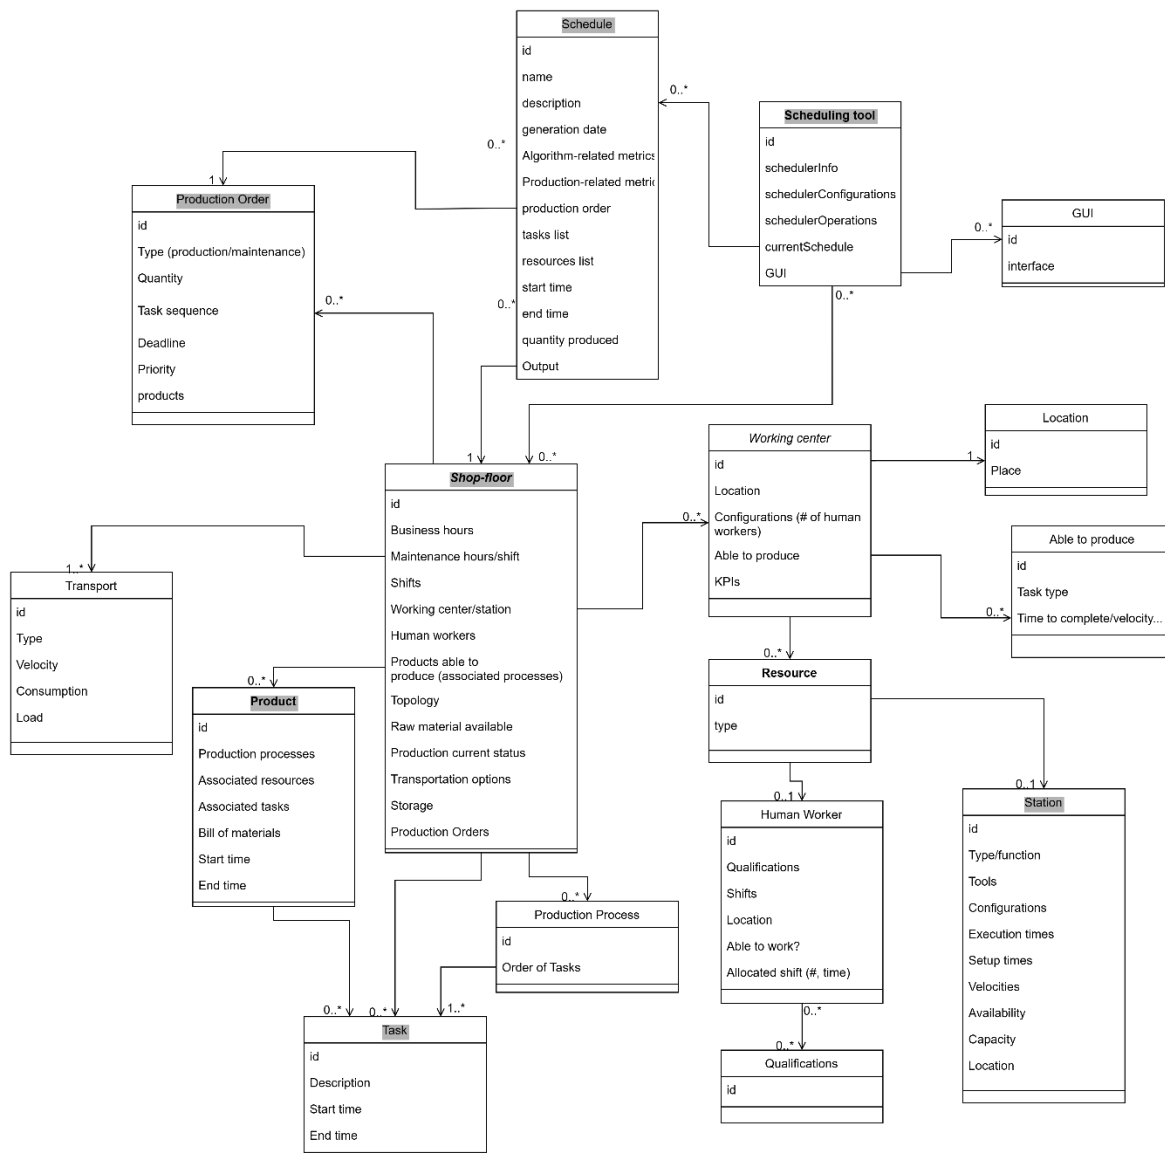 Schedule
id
name
description
generation date
Algorithm-related metrics
Production-related metric
production order
tasks list
resources list
start time
end time
quantity produced
Output
0..*
0..*
0..*
Scheduling tool
id
schedulerInfo
schedulerConfigurations
schedulerOperations
currentSchedule
GUI
0..*
0..*
GUI
id
interface
1
Production Order
id
Type (production/maintenance)
Quantity
Task sequence
Deadline
Priority
products
0..*
1
0..*
Shop-floor
id
Business hours
Maintenance hours/shift
Shifts
Working center/station
Human workers
Products able to
produce (associated processes)
Topology
Raw material available
Production current status
Transportation options
Storage
Production Orders
0..*
Working center
id
Location
Configurations (# of human
workers)
Able to produce
KPIs
1
Location
id
Place
0..*
Able to produce
id
Task type
Time to complete/velocity...
1..*
Transport
id
Type
Velocity
Consumption
Load
0..*
Product
id
Production processes
Associated resources
Associated tasks
Bill of materials
Start time
End time
0..*
Resource
id
type
0..1
Human Worker
id
Qualifications
Shifts
Location
Able to work?
Allocated shift (#, time)
0..*
0..*
Qualifications
id
0..1
Station
id
Type/function
Tools
Configurations
Execution times
Setup times
Velocities
Availability
Capacity
Location
0..*
Production Process
id
Order of Tasks
0..*
0..*
1..*
Task
id
Description
Start time
End time